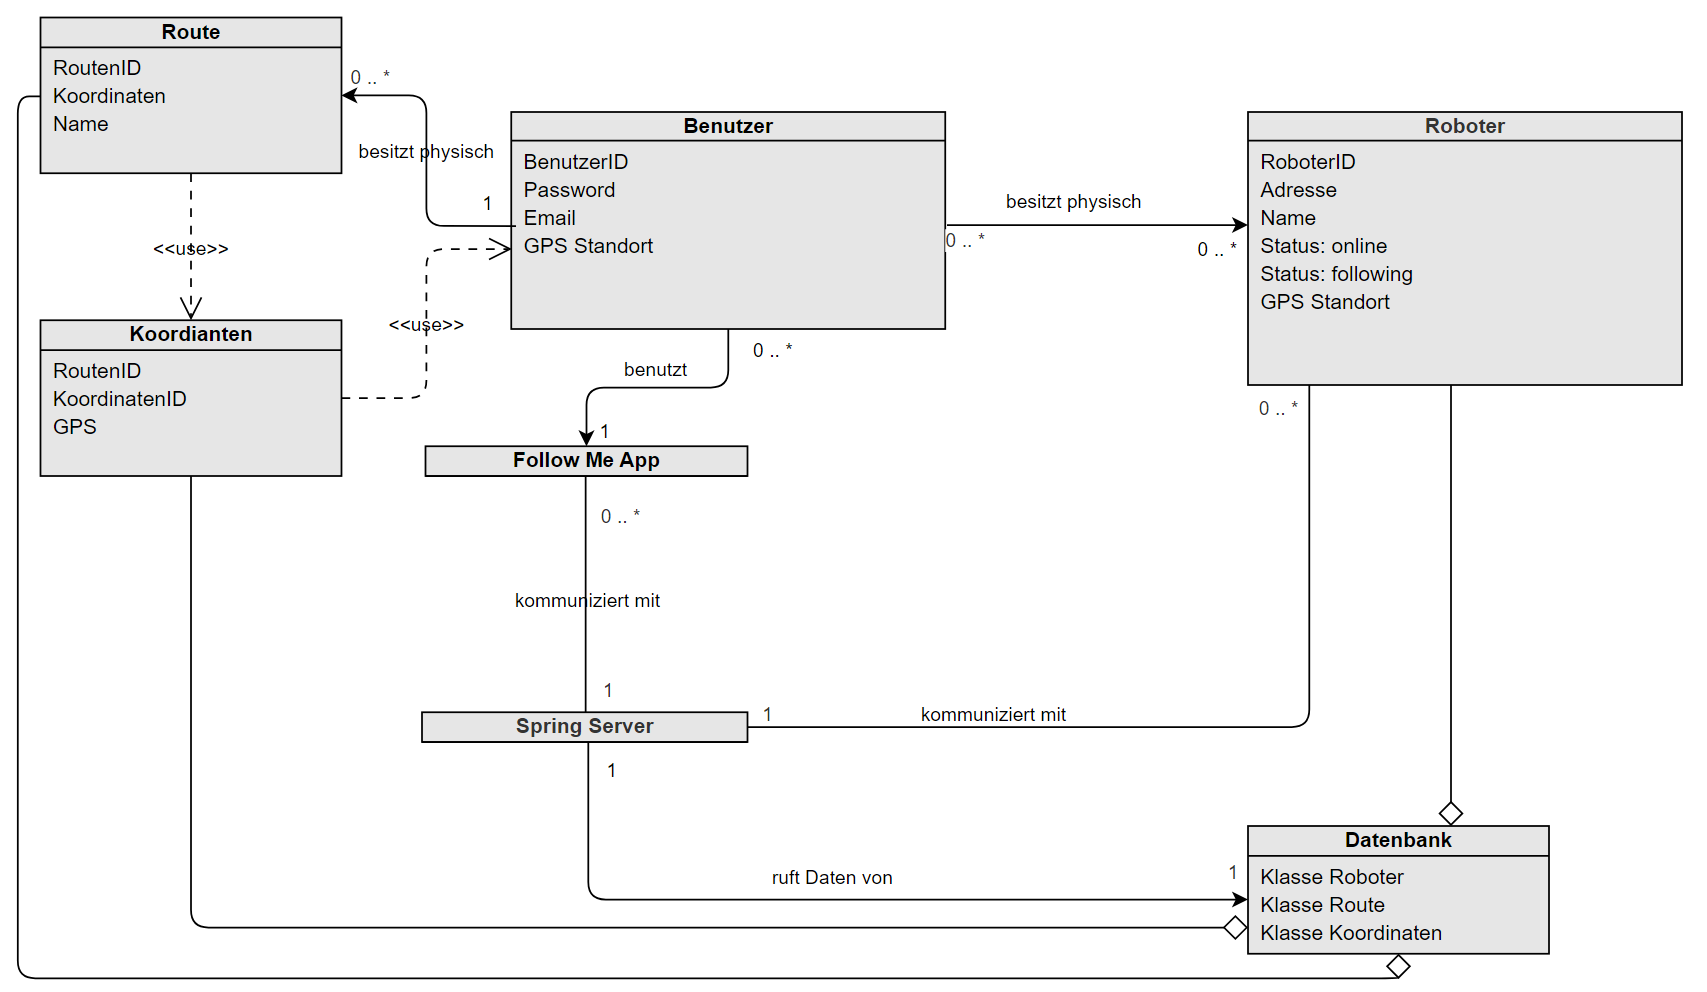 Route
RoutenID
Koordinaten
Name
0 .. *
besitzt physisch
1
<<use>>
Koordianten
RoutenID
KoordinatenID
GPS
<<use>>
Benutzer
BenutzerID
Password
Email
GPS Standort
besitzt physisch
0 .. *
0 .. *
Roboter
RoboterID
Adresse
Name
Status: online
Status: following
GPS Standort
0 .. *
benutzt
1
Follow Me App
0 .. *
0 .. *
kommuniziert mit
1
Spring Server
1
kommuniziert mit
1
ruft Daten von
1
Datenbank
Klasse Roboter
Klasse Route
Klasse Koordinaten